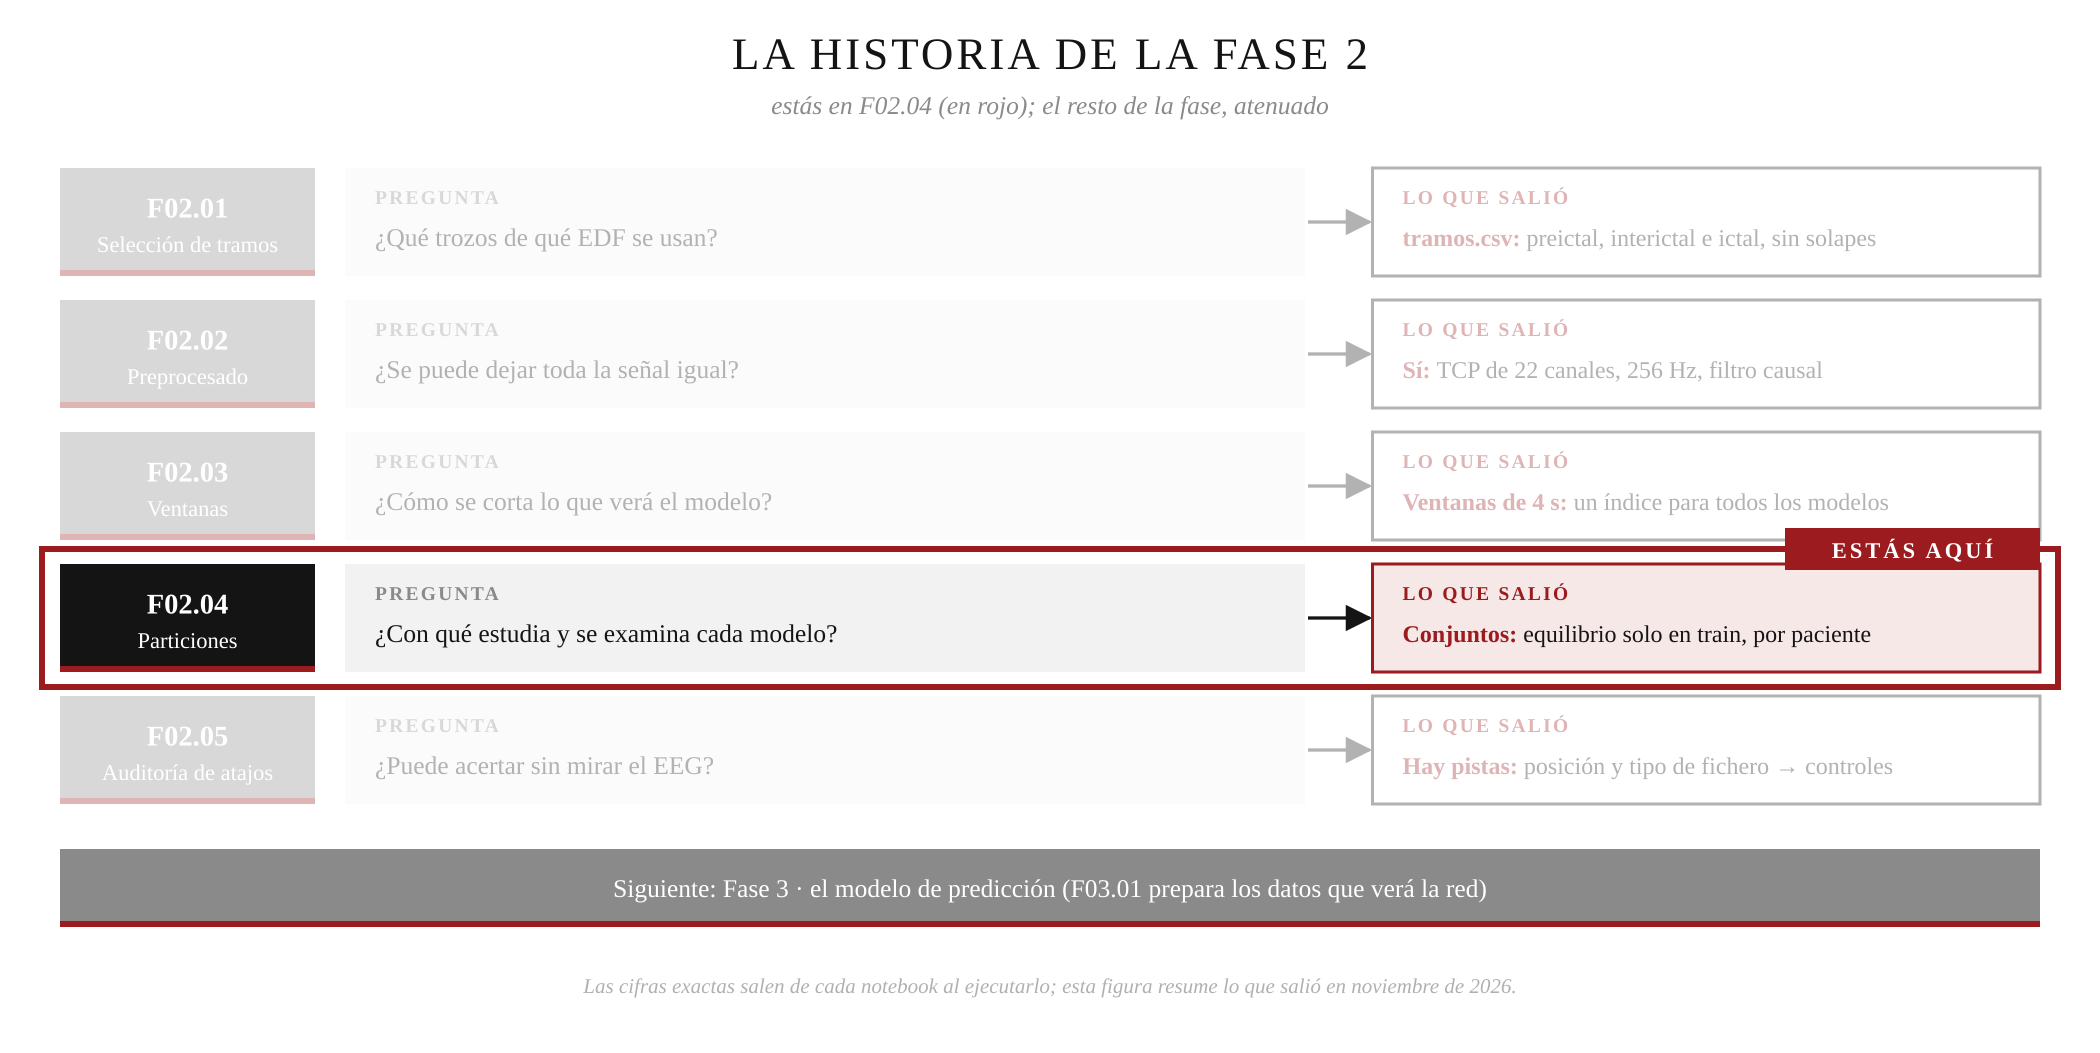 LA HISTORIA DE LA FASE 2
estás en F02.04 (en rojo); el resto de la fase, atenuado
F02.01
Selección de tramos
PREGUNTA
¿Qué trozos de qué EDF se usan?
LO QUE SALIÓ
tramos.csv: preictal, interictal e ictal, sin solapes
F02.02
Preprocesado
PREGUNTA
¿Se puede dejar toda la señal igual?
LO QUE SALIÓ
Sí: TCP de 22 canales, 256 Hz, filtro causal
F02.03
Ventanas
PREGUNTA
¿Cómo se corta lo que verá el modelo?
LO QUE SALIÓ
Ventanas de 4 s: un índice para todos los modelos
ESTÁS AQUÍ
F02.04
Particiones
PREGUNTA
¿Con qué estudia y se examina cada modelo?
LO QUE SALIÓ
Conjuntos: equilibrio solo en train, por paciente
F02.05
Auditoría de atajos
PREGUNTA
¿Puede acertar sin mirar el EEG?
LO QUE SALIÓ
Hay pistas: posición y tipo de fichero → controles
Siguiente: Fase 3 · el modelo de predicción (F03.01 prepara los datos que verá la red)
Las cifras exactas salen de cada notebook al ejecutarlo; esta figura resume lo que salió en noviembre de 2026.